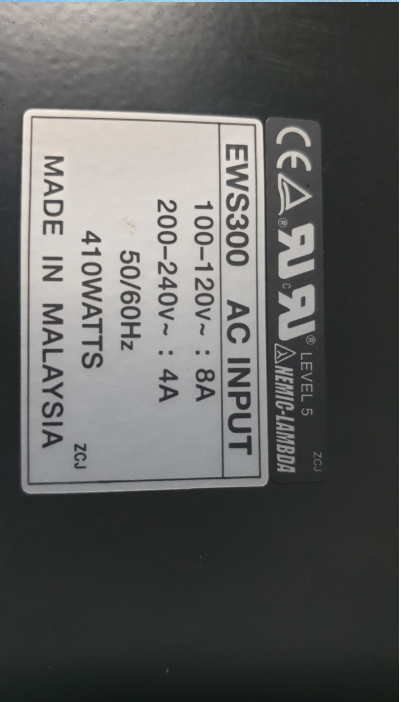 CE
®
c
®
LEVEL 5
ZCJ
NEMIC-LAMBDA
EWS300 AC INPUT
100–120v~ : 8A
200–240v~ : 4A
50/60Hz
410WATTS
ZCJ
MADE IN MALAYSIA